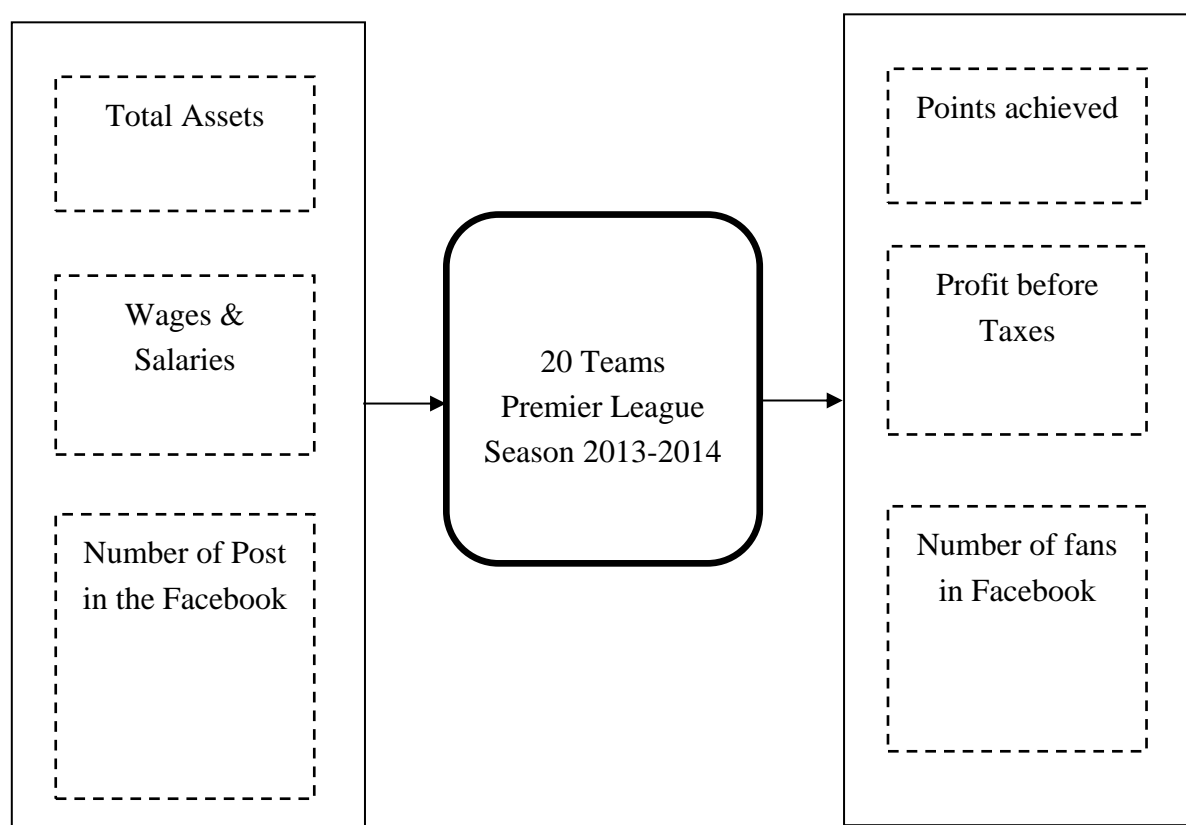 Total Assets
Wages &
Salaries
Number of Post
in the Facebook
20 Teams
Premier League
Season 2013-2014
Points achieved
Profit before
Taxes
Number of fans
in Facebook